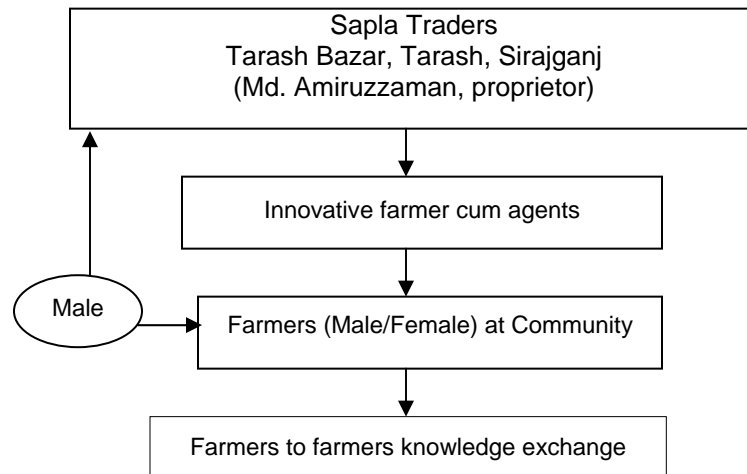 Sapla Traders
Tarash Bazar, Tarash, Sirajganj
(Md. Amiruzzaman, proprietor)
Innovative farmer cum agents
Male
Farmers (Male/Female) at Community
Farmers to farmers knowledge exchange